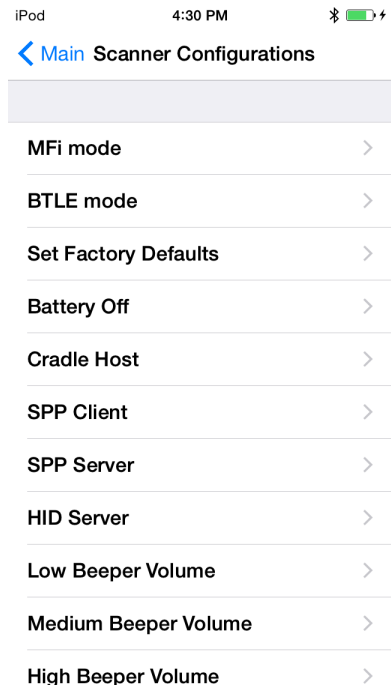 iPod 4:30 PM
Main Scanner Configurations
MFi mode
BTLE mode
Set Factory Defaults
Battery Off
Cradle Host
SPP Client
SPP Server
HID Server
Low Beeper Volume
Medium Beeper Volume
High Beeper Volume